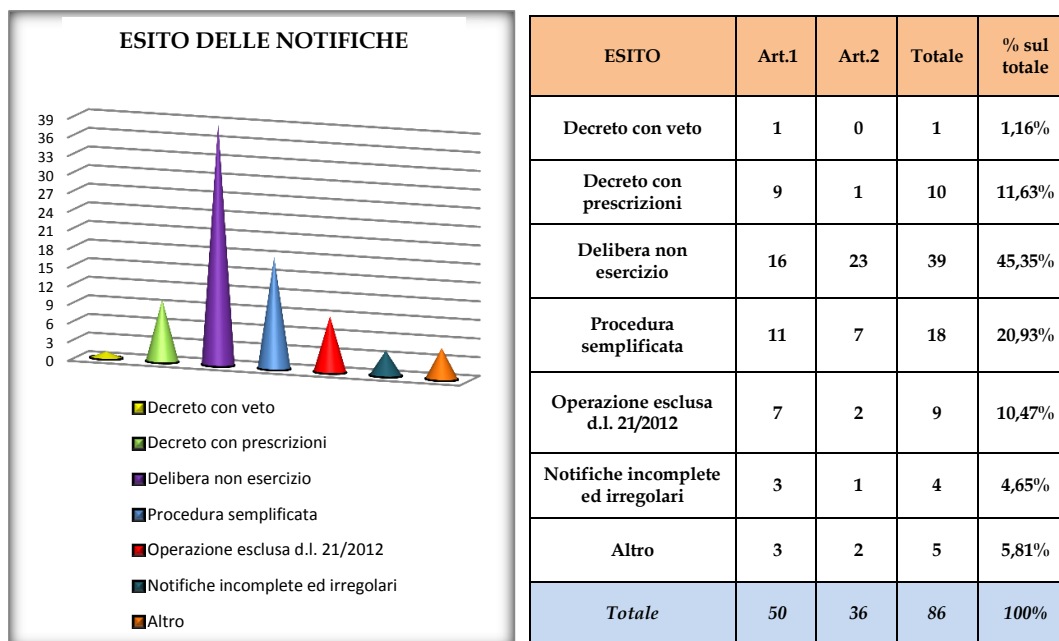 ESITO DELLE NOTIFICHE
39
36
33
30
27
24
21
18
15
12
9
6
3
0
Decreto con veto
Decreto con prescrizioni
Delibera non esercizio
Procedura semplificata
Operazione esclusa d.l. 21/2012
Notifiche incomplete ed irregolari
Altro
ESITO Art.1 Art.2 Totale % sul
totale
Decreto con veto 1 0 1 1,16%
Decreto con
prescrizioni 9 1 10 11,63%
Delibera non
esercizio 16 23 39 45,35%
Procedura
semplificata 11 7 18 20,93%
Operazione esclusa
d.l. 21/2012 7 2 9 10,47%
Notifiche incomplete
ed irregolari 3 1 4 4,65%
Altro 3 2 5 5,81%
Totale 50 36 86 100%